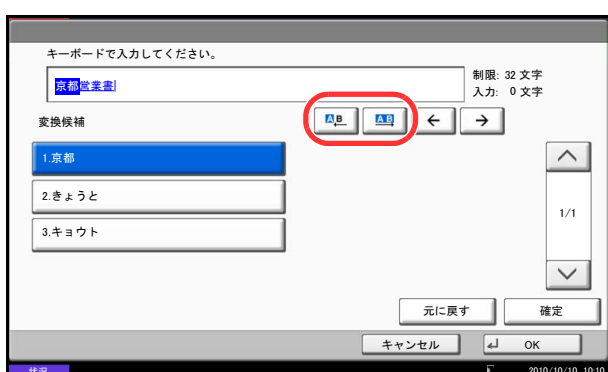 キーボードで入力してください。
京都営業書
制限: 32 文字
入力: 0 文字
変換候補
A B
A B
← →
1.京都
2.きょうと
3.キョウト
1/1
元に戻す 確定
キャンセル OK
状況 2010/10/10 10:10